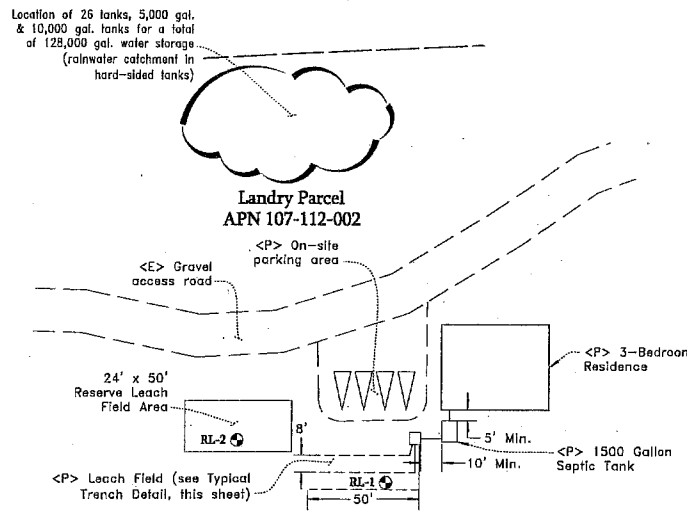 Location of 26 tanks, 5,000 gal.
& 10,000 gal. tanks for a total
of 128,000 gal. water storage
(rainwater catchment in
hard-sided tanks)
Landry Parcel
APN 107-112-002
<P> On-site
parking area
<E> Gravel
access road
<P> 3-Bedroom
Residence
24' x 50'
Reserve Leach
Field Area
RL-2
8'
5' Min.
<P> 1500 Gallon
Septic Tank
10' Min.
<P> Leach Field (see Typical
Trench Detail, this sheet)
RL-1
50'